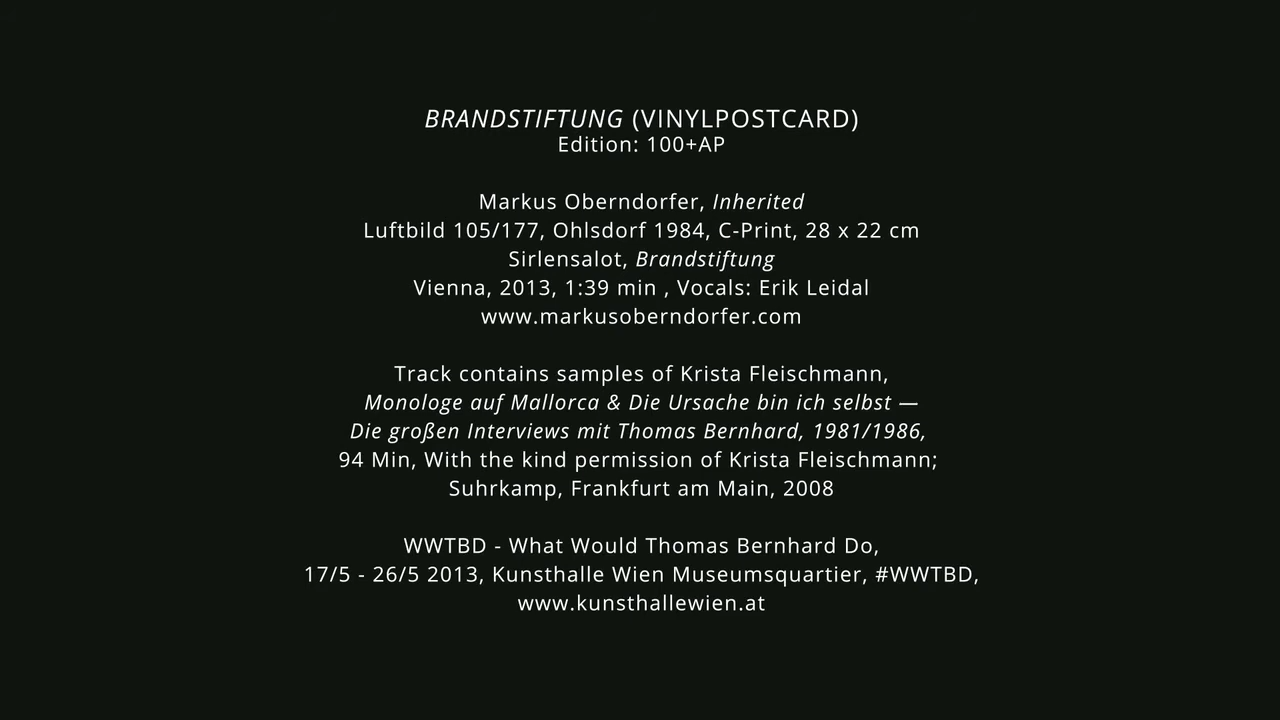 BRANDSTIFTUNG (VINYLPOSTCARD)
Edition: 100+AP
Markus Oberndorfer, Inherited
Luftbild 105/177, Ohlsdorf 1984, C-Print, 28 x 22 cm
Sirlensalot, Brandstiftung
Vienna, 2013, 1:39 min , Vocals: Erik Leidal
www.markusoberndorfer.com
Track contains samples of Krista Fleischmann,
Monologe auf Mallorca & Die Ursache bin ich selbst —
Die großen Interviews mit Thomas Bernhard, 1981/1986,
94 Min, With the kind permission of Krista Fleischmann;
Suhrkamp, Frankfurt am Main, 2008
WWTBD - What Would Thomas Bernhard Do,
17/5 - 26/5 2013, Kunsthalle Wien Museumsquartier, #WWTBD,
www.kunsthallewien.at